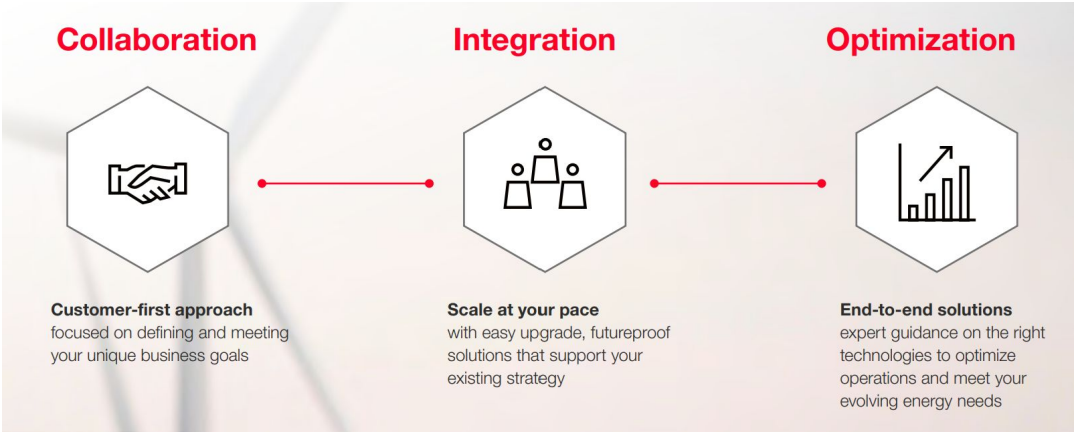 Collaboration
Integration
Optimization
Customer-first approach
focused on defining and meeting
your unique business goals
Scale at your pace
with easy upgrade, futureproof
solutions that support your
existing strategy
End-to-end solutions
expert guidance on the right
technologies to optimize
operations and meet your
evolving energy needs